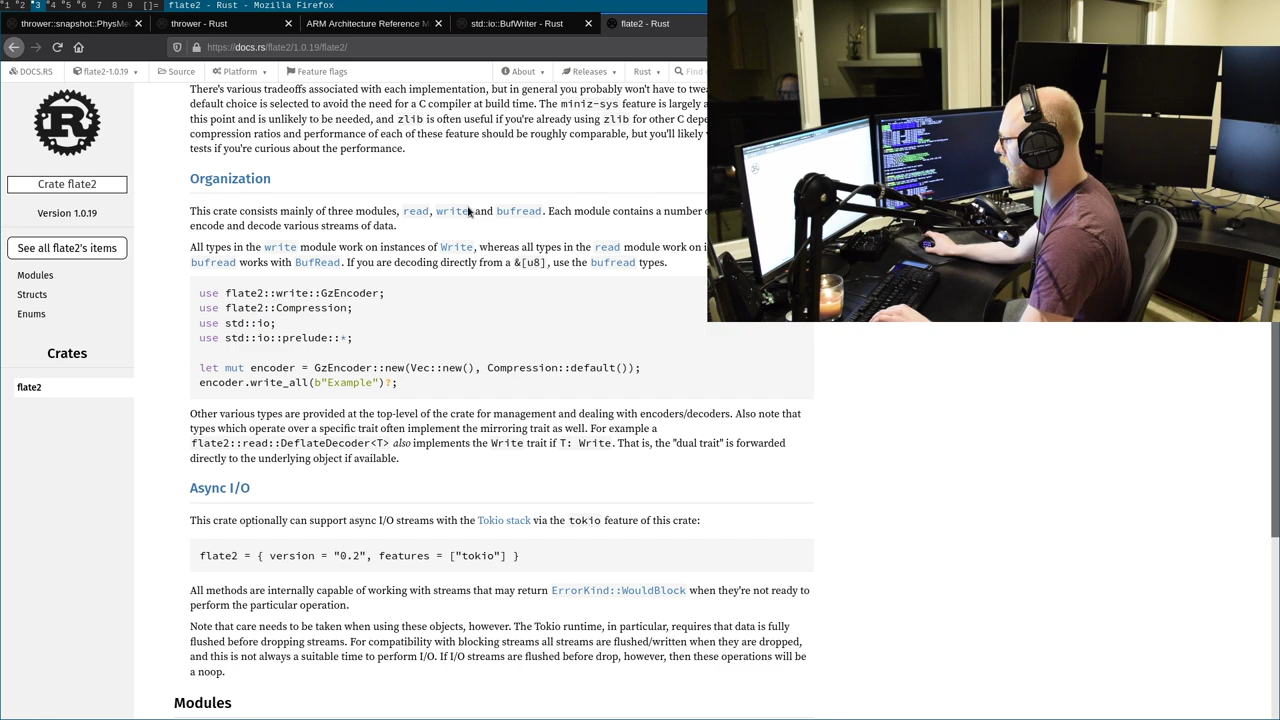 1 2 3 4 5 6 7 8 9 []= flate2 - Rust - Mozilla Firefox
thrower::snapshot::PhysMe
thrower - Rust
ARM Architecture Reference M
std::io::BufWriter - Rust
flate2 - Rust
https://docs.rs/flate2/1.0.19/flate2/
DOCS.RS
flate2-1.0.19
Source
Platform
Feature flags
About
Releases
Rust
Find
There's various tradeoffs associated with each implementation, but in general you probably won't have to twea
default choice is selected to avoid the need for a C compiler at build time. The miniz-sys feature is largely a
this point and is unlikely to be needed, and zlib is often useful if you're already using zlib for other C depe
compression ratios and performance of each of these feature should be roughly comparable, but you'll likely w
tests if you're curious about the performance.
Crate flate2
Version 1.0.19
See all flate2's items
Modules
Structs
Enums
Crates
flate2
Organization
This crate consists mainly of three modules, read, write and bufread. Each module contains a number o
encode and decode various streams of data.
All types in the write module work on instances of Write, whereas all types in the read module work on i
bufread works with BufRead. If you are decoding directly from a &[u8], use the bufread types.
use flate2::write::GzEncoder;
use flate2::Compression;
use std::io;
use std::io::prelude::*;
let mut encoder = GzEncoder::new(Vec::new(), Compression::default());
encoder.write_all(b"Example")?;
Other various types are provided at the top-level of the crate for management and dealing with encoders/decoders. Also note that
types which operate over a specific trait often implement the mirroring trait as well. For example a
flate2::read::DeflateDecoder<T> also implements the Write trait if T: Write. That is, the "dual trait" is forwarded
directly to the underlying object if available.
Async I/O
This crate optionally can support async I/O streams with the Tokio stack via the tokio feature of this crate:
flate2 = { version = "0.2", features = ["tokio"] }
All methods are internally capable of working with streams that may return ErrorKind::WouldBlock when they're not ready to
perform the particular operation.
Note that care needs to be taken when using these objects, however. The Tokio runtime, in particular, requires that data is fully
flushed before dropping streams. For compatibility with blocking streams all streams are flushed/written when they are dropped,
and this is not always a suitable time to perform I/O. If I/O streams are flushed before drop, however, then these operations will be
a noop.
Modules